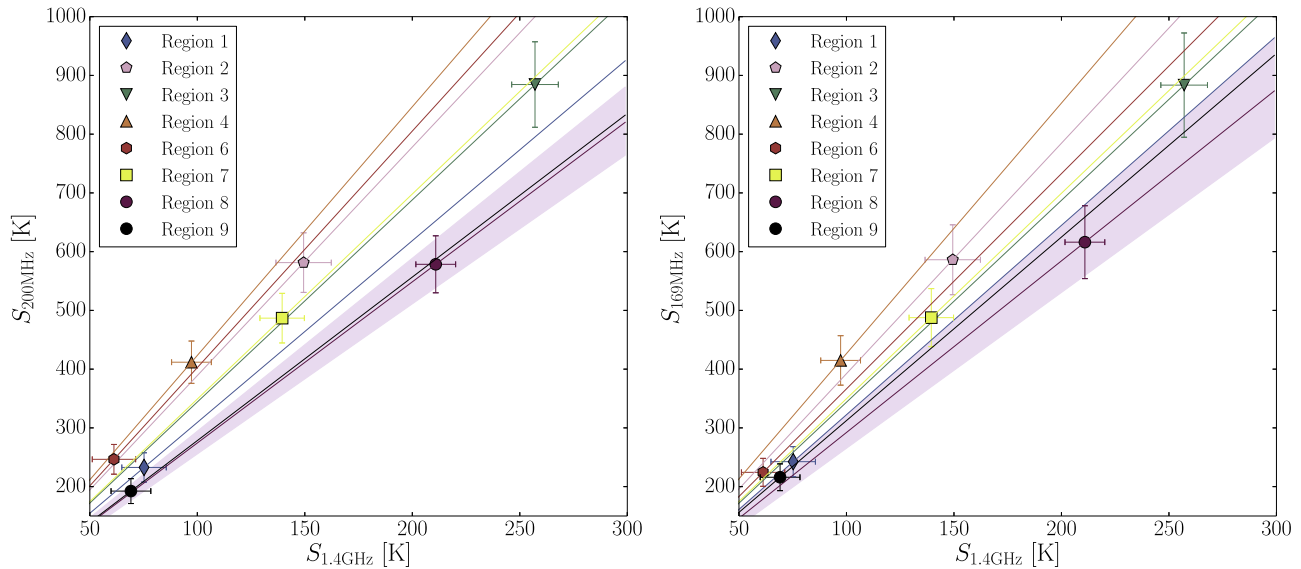 1000
900
800
700
600
500
400
300
200
S200MHz [K]
Region 1
Region 2
Region 3
Region 4
Region 6
Region 7
Region 8
Region 9
50 100 150 200 250 300
S1.4GHz [K]
1000
900
800
700
600
500
400
300
200
S169MHz [K]
Region 1
Region 2
Region 3
Region 4
Region 6
Region 7
Region 8
Region 9
50 100 150 200 250 300
S1.4GHz [K]